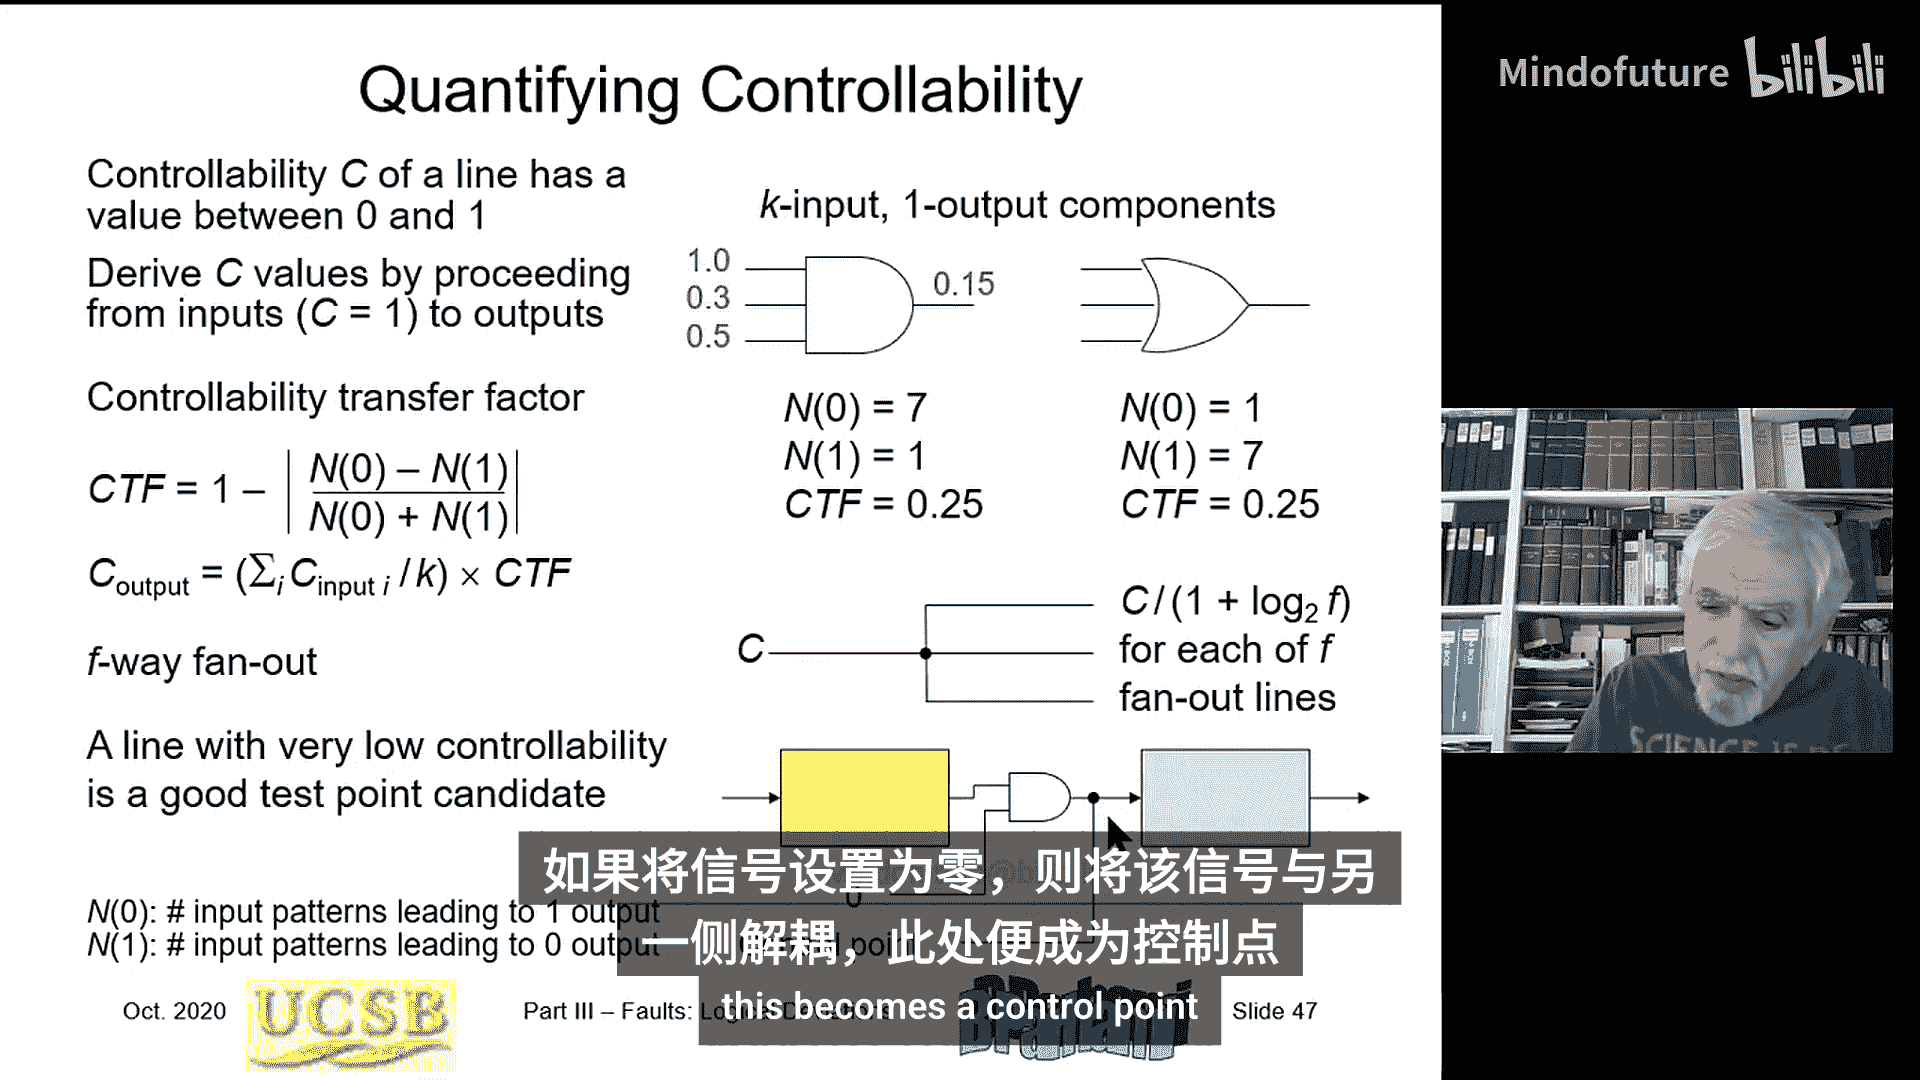 Quantifying Controllability
Mindofuture bilibili
Controllability C of a line has a
value between 0 and 1
Derive C values by proceeding
from inputs (C = 1) to outputs
Controllability transfer factor
CTF = 1 – | N(0) – N(1) / N(0) + N(1) |
Coutput = (Σi Cinput i / k) × CTF
f-way fan-out
A line with very low controllability
is a good test point candidate
N(0): # input patterns leading to 1 output
N(1): # input patterns leading to 0 output
k-input, 1-output components
1.0
0.3
0.5
0.15
N(0) = 7
N(1) = 1
CTF = 0.25
N(0) = 1
N(1) = 7
CTF = 0.25
C
C / (1 + log2 f)
for each of f
fan-out lines
如果将信号设置为零，则将该信号与另
一侧解耦，此处便成为控制点
this becomes a control point
Oct. 2020
UCSB
Part III – Faults: Logical Deviations
B. Parhami
Slide 47
SCIENCE IS